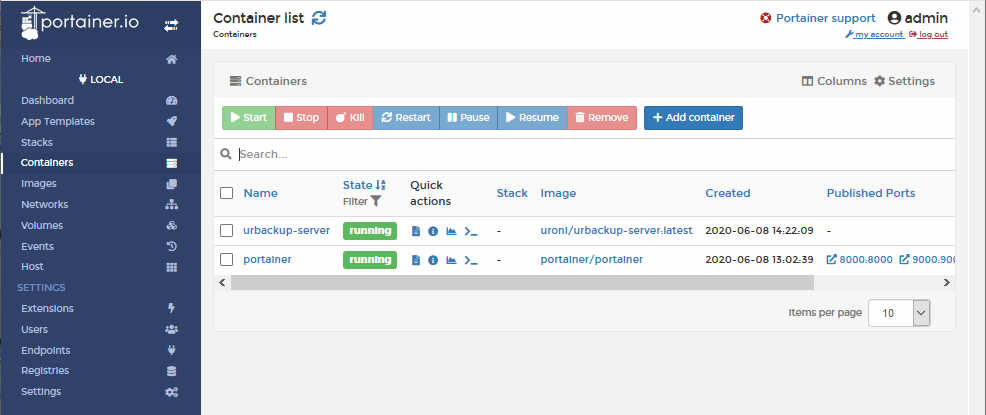 portainer.io
Home
LOCAL
Dashboard
App Templates
Stacks
Containers
Images
Networks
Volumes
Events
Host
SETTINGS
Extensions
Users
Endpoints
Registries
Settings
Container list
Containers
Portainer support admin
my account log out
Containers Columns Settings
Start Stop Kill Restart Pause Resume Remove Add container
Search...
Name State Filter Quick actions Stack Image Created Published Ports
urbackup-server running - uroni/urbackup-server:latest 2020-06-08 14:22:09 -
portainer running - portainer/portainer 2020-06-08 13:02:39 8000:8000 9000:900
Items per page 10